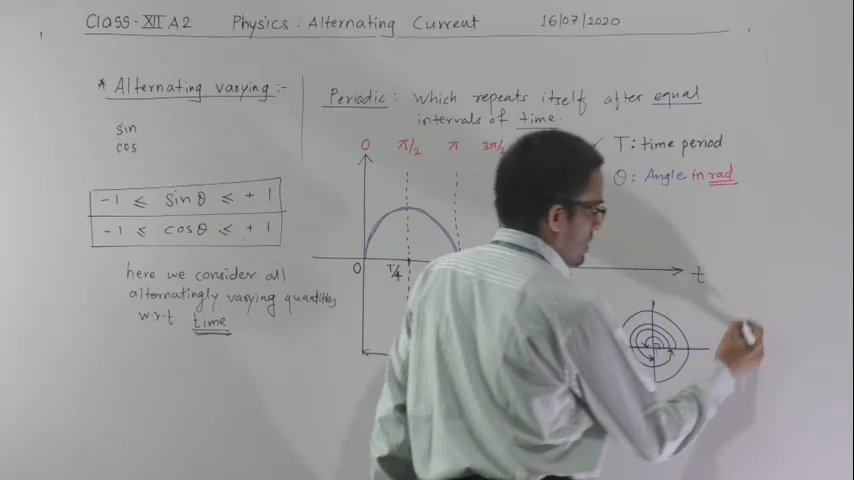 CLASS - XII A2 Physics : Alternating Current 16/07/2020
* Alternating varying :-
sin
cos
-1 ≤ sin θ ≤ +1
-1 ≤ cos θ ≤ +1
here we consider all
alternatingly varying quantities
w.r.t time
Periodic : Which repeats itself after equal
intervals of time.
0 π/2 π 3π/2
T : time period
θ : Angle in rad
0 T/4 t